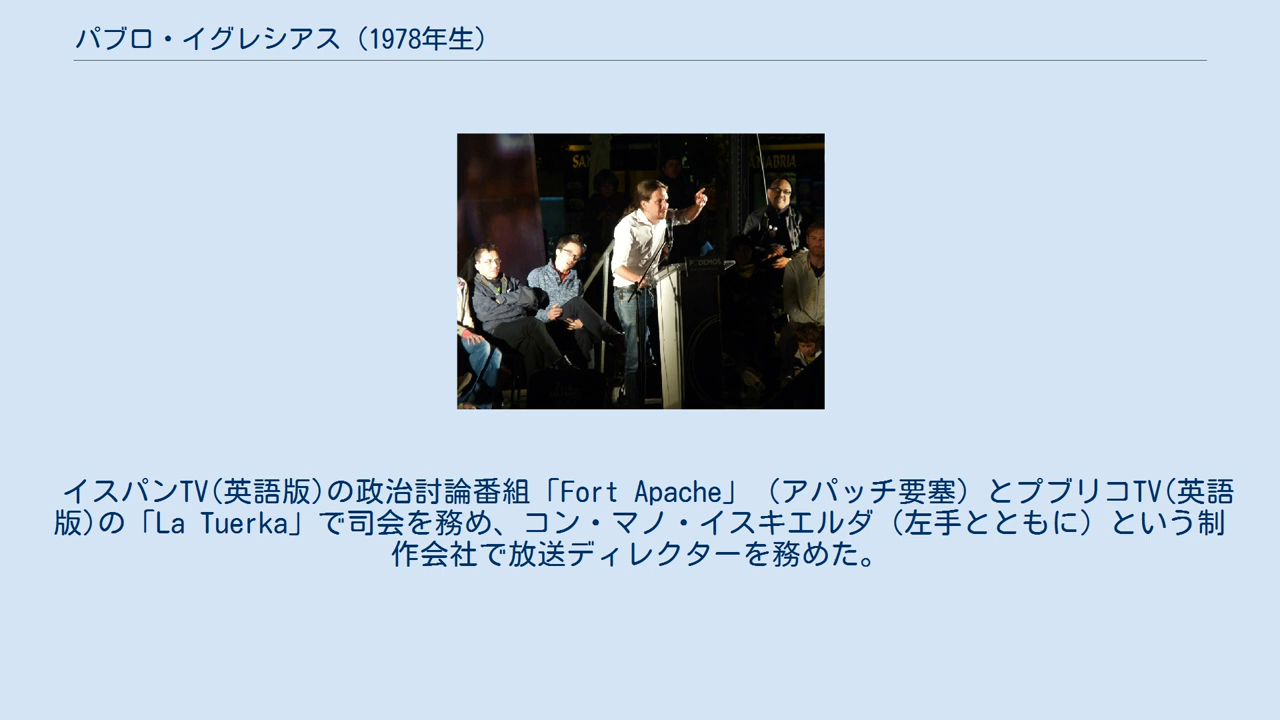 パブロ・イグレシアス（1978年生）
SA
ANABRIA
PODEMOS
イスパンTV(英語版)の政治討論番組「Fort Apache」（アパッチ要塞）とプブリコTV(英語
版)の「La Tuerka」で司会を務め、コン・マノ・イスキエルダ（左手とともに）という制
作会社で放送ディレクターを務めた。